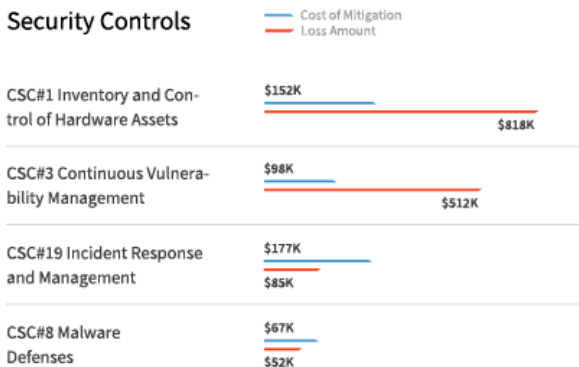 Security Controls
Cost of Mitigation
Loss Amount
CSC#1 Inventory and Con-
trol of Hardware Assets
$152K
$818K
CSC#3 Continuous Vulnera-
bility Management
$98K
$512K
CSC#19 Incident Response
and Management
$177K
$85K
CSC#8 Malware
Defenses
$67K
$52K